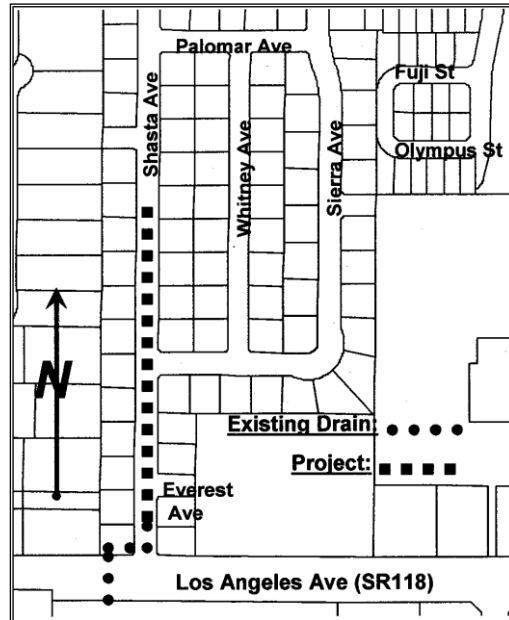 Palomar Ave
Fuji St
Shasta Ave
Olympus St
Whitney Ave
Sierra Ave
N
Existing Drain:
Project:
Everest
Ave
Los Angeles Ave (SR118)